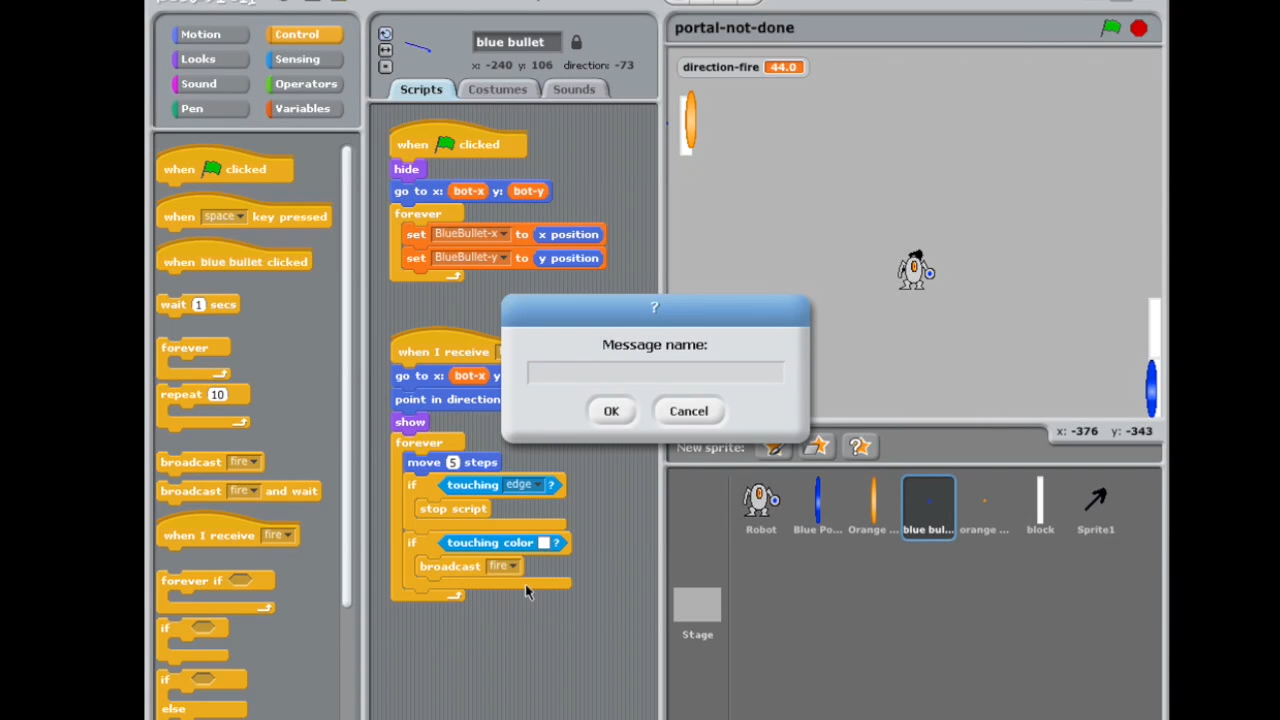 Motion
Control
Looks
Sensing
Sound
Operators
Pen
Variables
when clicked
when space key pressed
when blue bullet clicked
wait 1 secs
forever
repeat 10
broadcast fire
broadcast fire and wait
when I receive fire
forever if
if
if
else
blue bullet
x: -240 y: 106 direction: -73
Scripts
Costumes
Sounds
when clicked
hide
go to x: bot-x y: bot-y
forever
set BlueBullet-x to x position
set BlueBullet-y to y position
when I receive
go to x: bot-x y
point in direction
show
forever
move 5 steps
if touching edge ?
stop script
if touching color ?
broadcast fire
?
Message name:
OK
Cancel
portal-not-done
direction-fire 44.0
x: -376 y: -343
New sprite:
Robot
Blue Po...
Orange ...
blue bul...
orange ...
block
Sprite1
Stage